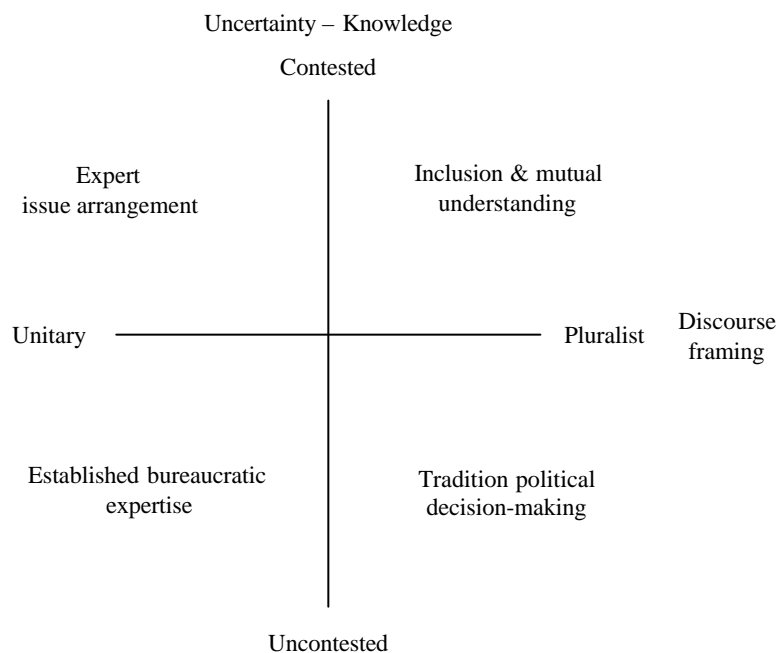 Uncertainty – Knowledge
Contested
Expert
issue arrangement
Inclusion & mutual
understanding
Unitary
Pluralist
Discourse
framing
Established bureaucratic
expertise
Tradition political
decision-making
Uncontested